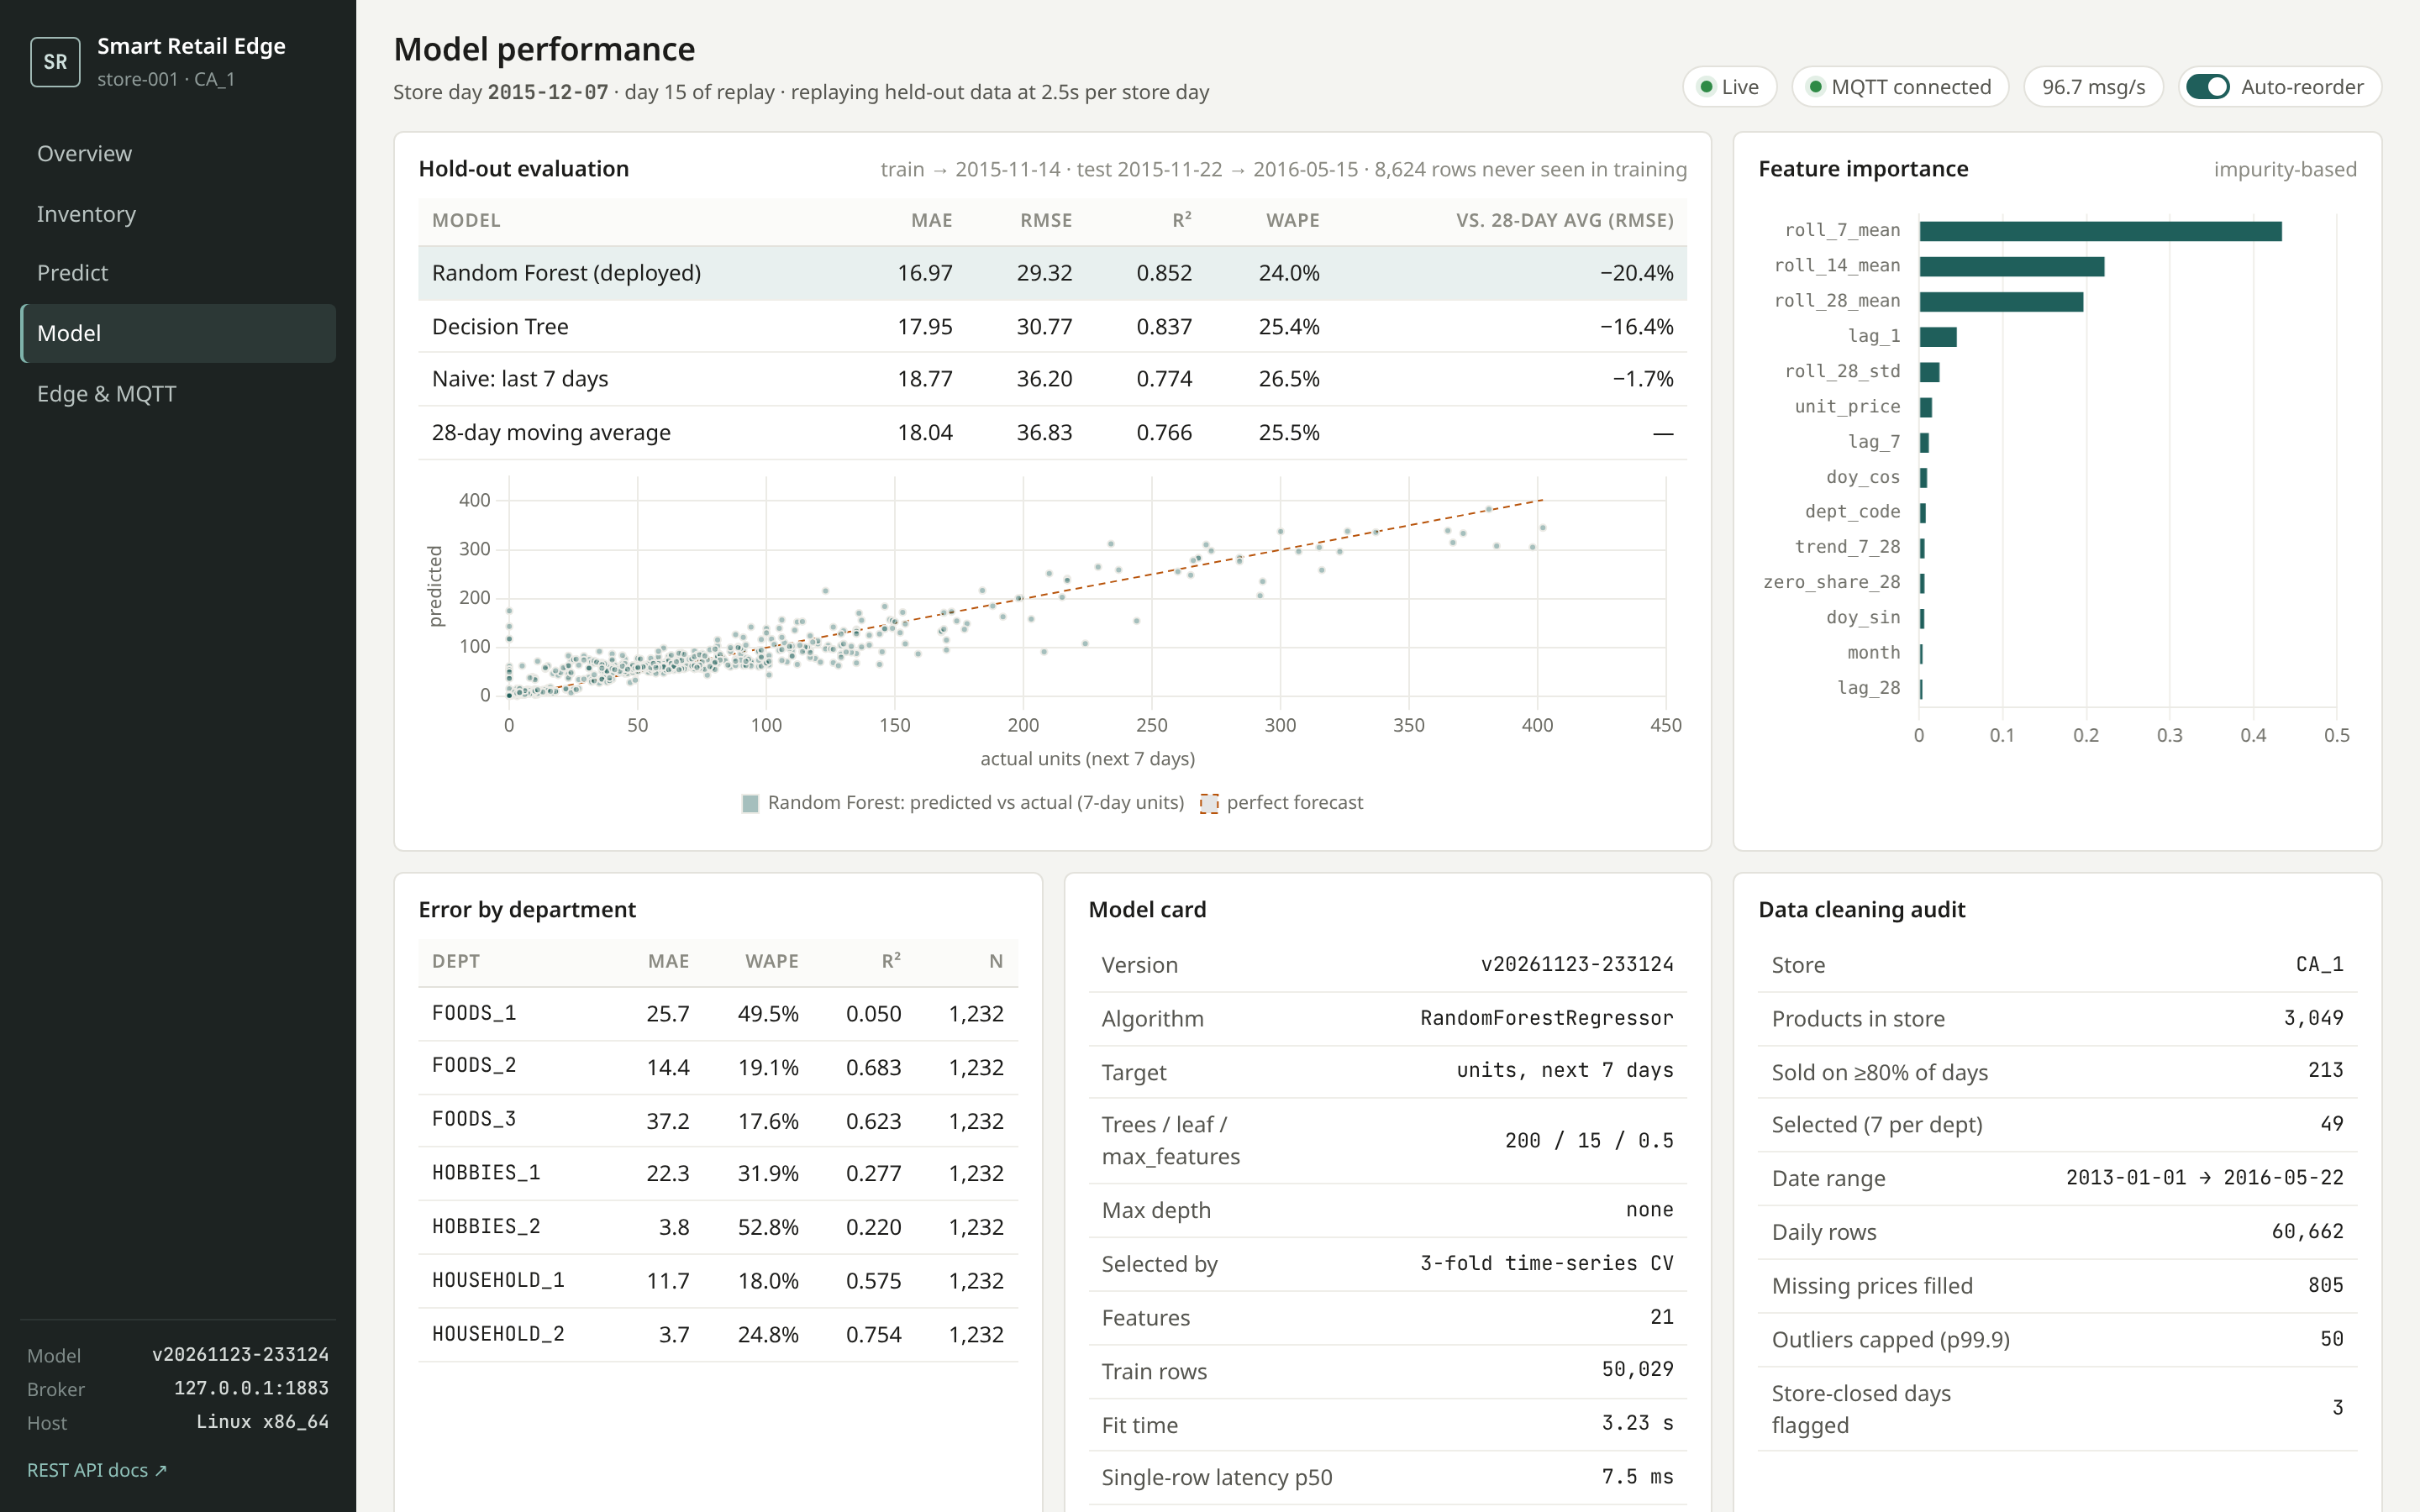 SR
Smart Retail Edge
store-001 · CA_1
Overview
Inventory
Predict
Model
Edge & MQTT
Model v20261123-233124
Broker 127.0.0.1:1883
Host Linux x86_64
REST API docs ↗
Model performance
Store day 2015-12-07 · day 15 of replay · replaying held-out data at 2.5s per store day
Live
MQTT connected
96.7 msg/s
Auto-reorder
Hold-out evaluation
train → 2015-11-14 · test 2015-11-22 → 2016-05-15 · 8,624 rows never seen in training
MODEL MAE RMSE R² WAPE VS. 28-DAY AVG (RMSE)
Random Forest (deployed) 16.97 29.32 0.852 24.0% −20.4%
Decision Tree 17.95 30.77 0.837 25.4% −16.4%
Naive: last 7 days 18.77 36.20 0.774 26.5% −1.7%
28-day moving average 18.04 36.83 0.766 25.5% —
predicted
400
300
200
100
0
0 50 100 150 200 250 300 350 400 450
actual units (next 7 days)
Random Forest: predicted vs actual (7-day units) perfect forecast
Feature importance
impurity-based
roll_7_mean
roll_14_mean
roll_28_mean
lag_1
roll_28_std
unit_price
lag_7
doy_cos
dept_code
trend_7_28
zero_share_28
doy_sin
month
lag_28
0 0.1 0.2 0.3 0.4 0.5
Error by department
DEPT MAE WAPE R² N
FOODS_1 25.7 49.5% 0.050 1,232
FOODS_2 14.4 19.1% 0.683 1,232
FOODS_3 37.2 17.6% 0.623 1,232
HOBBIES_1 22.3 31.9% 0.277 1,232
HOBBIES_2 3.8 52.8% 0.220 1,232
HOUSEHOLD_1 11.7 18.0% 0.575 1,232
HOUSEHOLD_2 3.7 24.8% 0.754 1,232
Model card
Version v20261123-233124
Algorithm RandomForestRegressor
Target units, next 7 days
Trees / leaf /
max_features 200 / 15 / 0.5
Max depth none
Selected by 3-fold time-series CV
Features 21
Train rows 50,029
Fit time 3.23 s
Single-row latency p50 7.5 ms
Data cleaning audit
Store CA_1
Products in store 3,049
Sold on ≥80% of days 213
Selected (7 per dept) 49
Date range 2013-01-01 → 2016-05-22
Daily rows 60,662
Missing prices filled 805
Outliers capped (p99.9) 50
Store-closed days
flagged 3